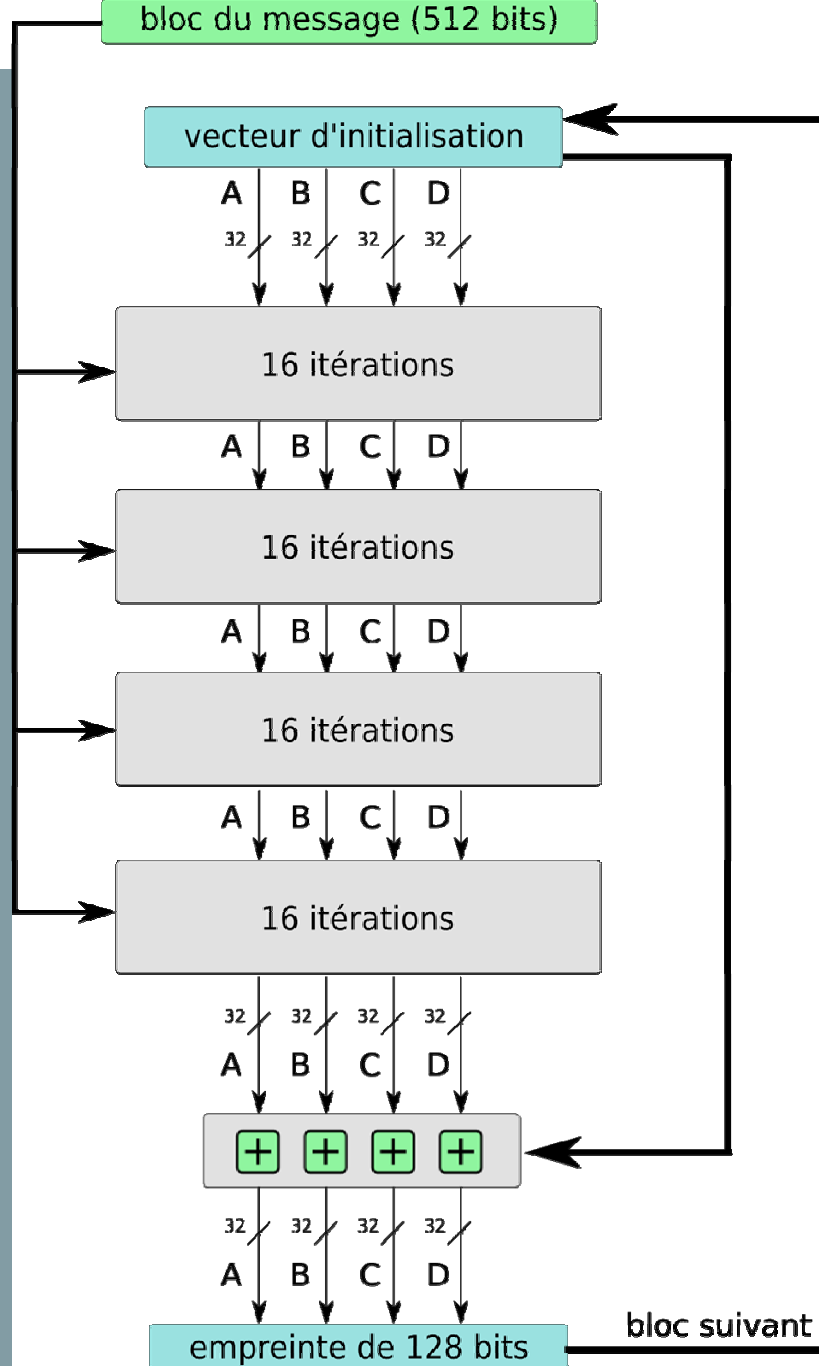 bloc du message (512 bits)
vecteur d'initialisation
A B C D
32 32 32 32
16 itérations
A B C D
16 itérations
A B C D
16 itérations
A B C D
16 itérations
32 32 32 32
A B C D
+ + + +
32 32 32 32
A B C D
bloc suivant
empreinte de 128 bits